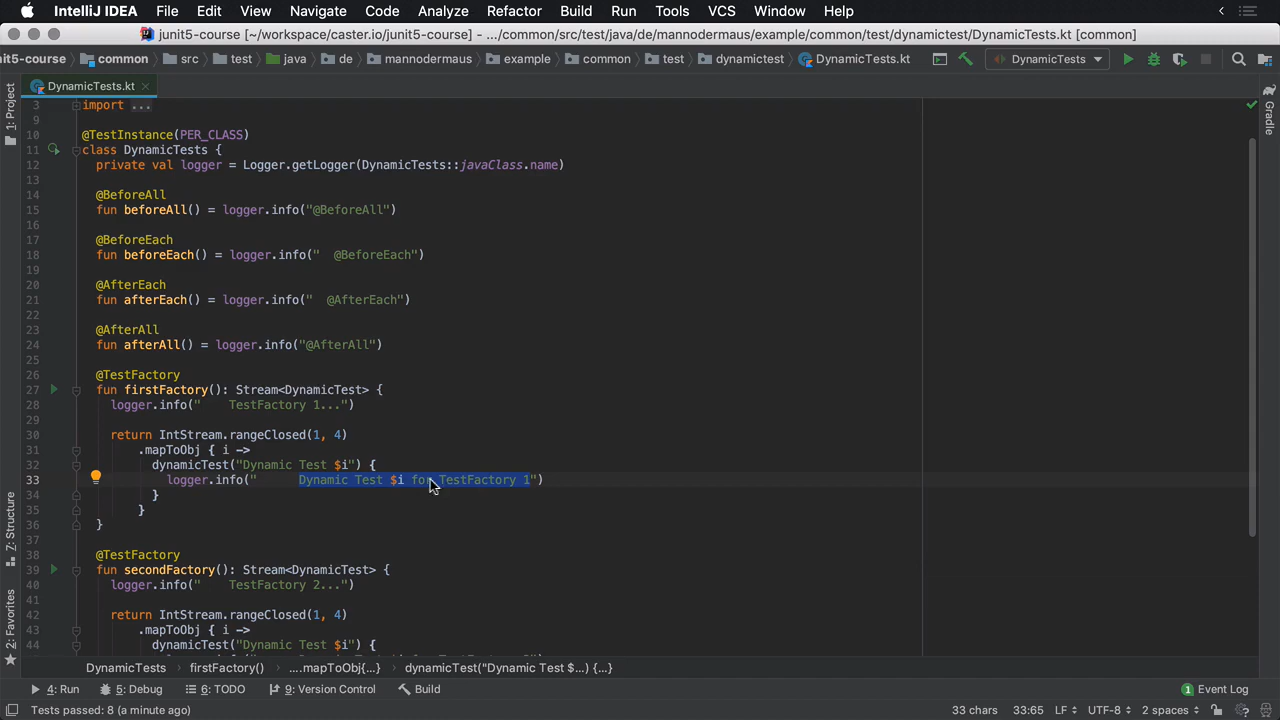 IntelliJ IDEA File Edit View Navigate Code Analyze Refactor Build Run Tools VCS Window Help
junit5-course [~/workspace/caster.io/junit5-course] - .../common/src/test/java/de/mannodermaus/example/common/test/dynamictest/DynamicTests.kt [common]
nit5-course common src test java de mannodermaus example common test dynamictest DynamicTests.kt DynamicTests
DynamicTests.kt
1: Project
Gradle
3 import ...
9
10 @TestInstance(PER_CLASS)
11 class DynamicTests {
12 private val logger = Logger.getLogger(DynamicTests::javaClass.name)
13
14 @BeforeAll
15 fun beforeAll() = logger.info("@BeforeAll")
16
17 @BeforeEach
18 fun beforeEach() = logger.info("  @BeforeEach")
19
20 @AfterEach
21 fun afterEach() = logger.info("  @AfterEach")
22
23 @AfterAll
24 fun afterAll() = logger.info("@AfterAll")
25
26 @TestFactory
27 fun firstFactory(): Stream<DynamicTest> {
28 logger.info("    TestFactory 1...")
29
30 return IntStream.rangeClosed(1, 4)
31 .mapToObj { i ->
32 dynamicTest("Dynamic Test $i") {
33 logger.info("      Dynamic Test $i for TestFactory 1")
34 }
35 }
36 }
37
38 @TestFactory
39 fun secondFactory(): Stream<DynamicTest> {
40 logger.info("    TestFactory 2...")
41
42 return IntStream.rangeClosed(1, 4)
43 .mapToObj { i ->
44 dynamicTest("Dynamic Test $i") {
Z: Structure
2: Favorites
DynamicTests firstFactory() ....mapToObj{...} dynamicTest("Dynamic Test $...) {...}
4: Run 5: Debug 6: TODO 9: Version Control Build 1 Event Log
Tests passed: 8 (a minute ago) 33 chars 33:65 LF UTF-8 2 spaces